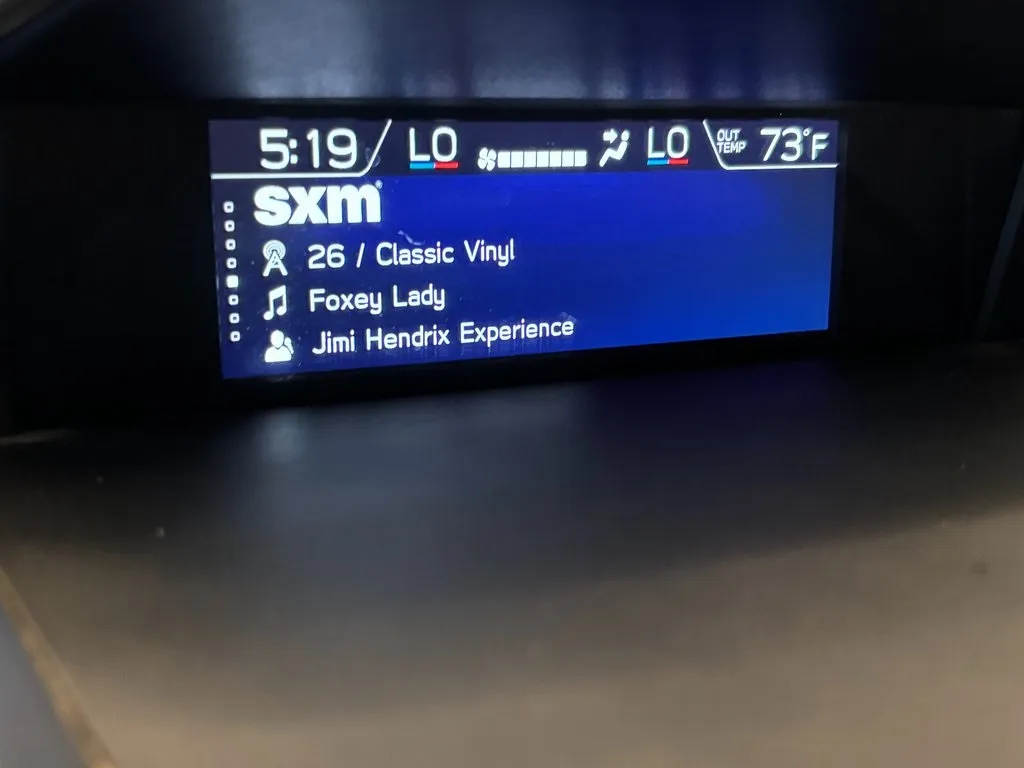 5:19 LO LO OUT TEMP 73°F
sxm
26 / Classic Vinyl
Foxey Lady
Jimi Hendrix Experience